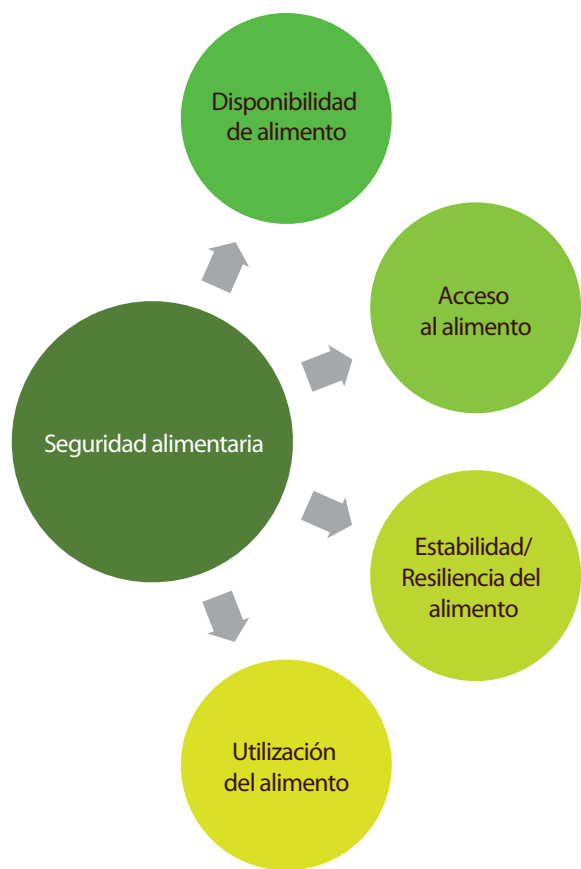 Disponibilidad
de alimento
Acceso
al alimento
Seguridad alimentaria
Estabilidad/
Resiliencia del
alimento
Utilización
del alimento